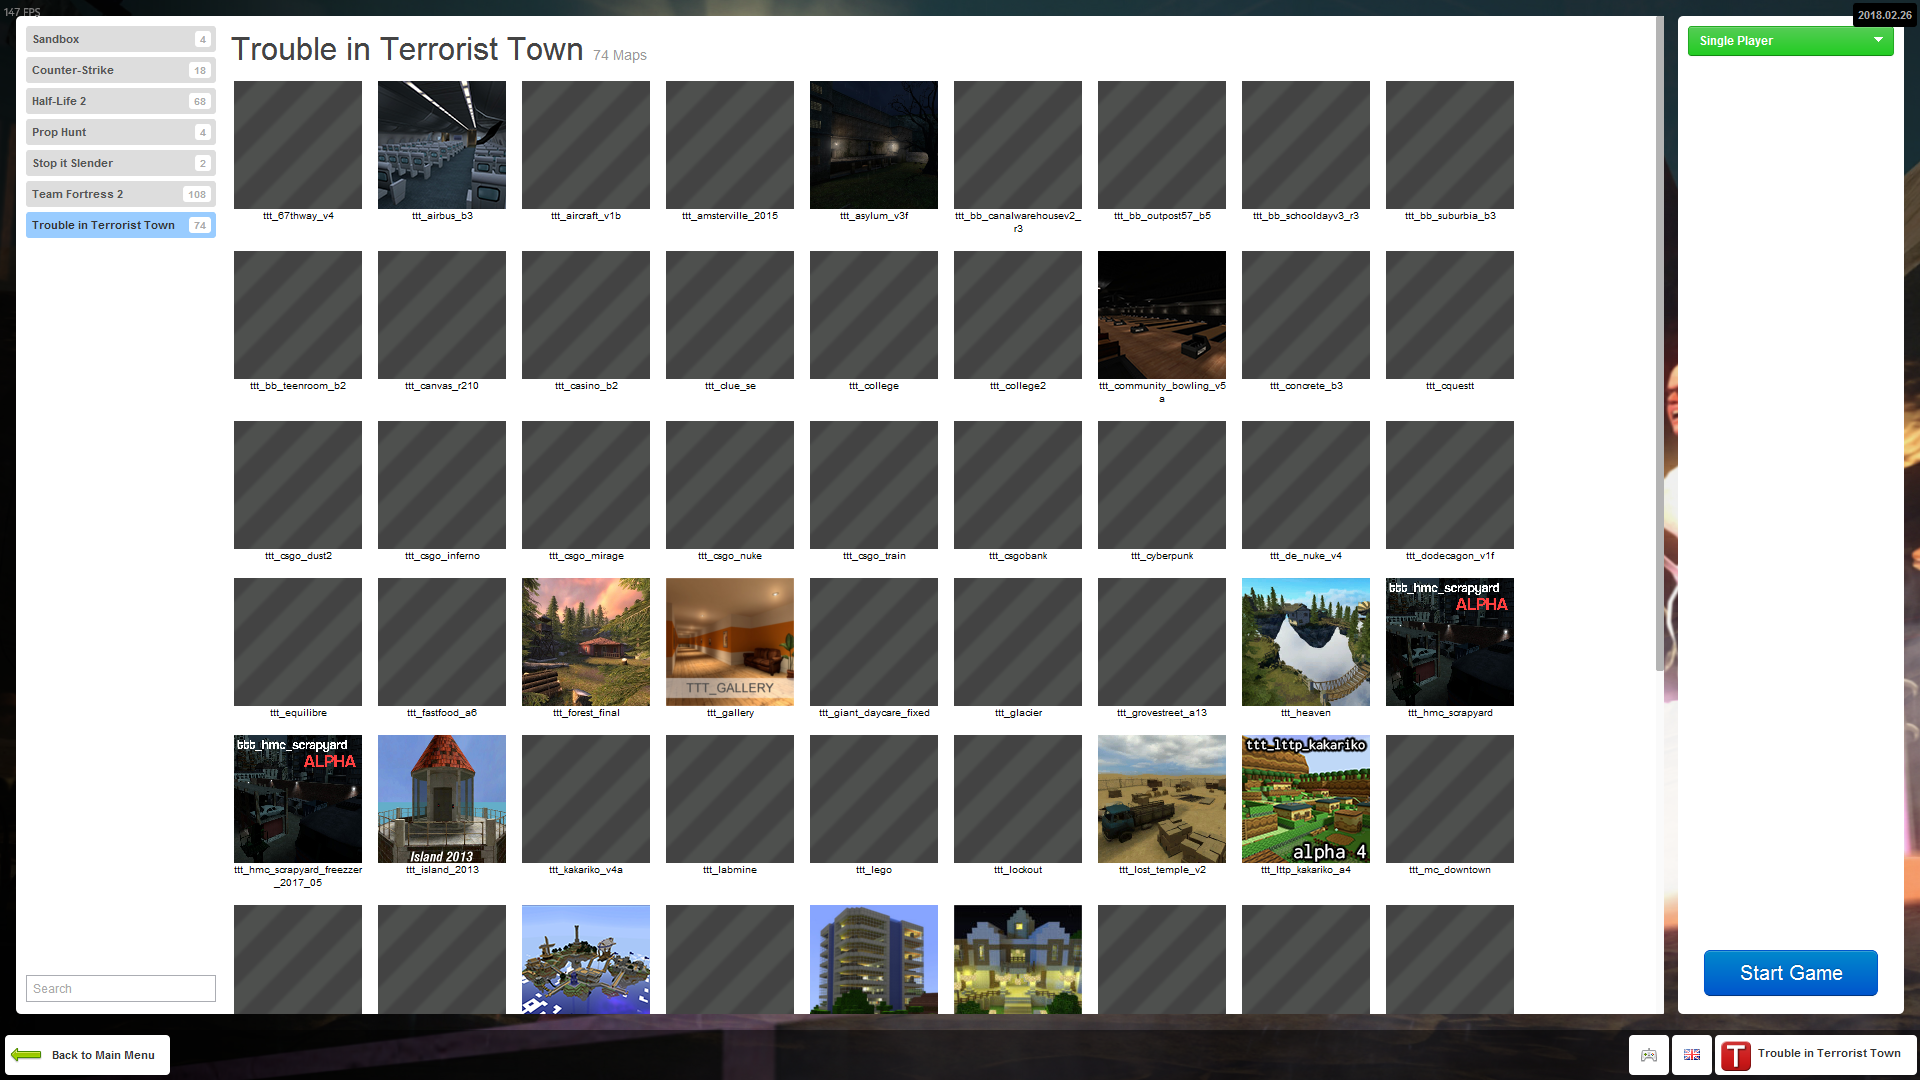 147 FPS
2018.02.26
Sandbox 4
Counter-Strike 18
Half-Life 2 68
Prop Hunt 4
Stop it Slender 2
Team Fortress 2 108
Trouble in Terrorist Town 74
Trouble in Terrorist Town 74 Maps
Single Player
ttt_67thway_v4
ttt_airbus_b3
ttt_aircraft_v1b
ttt_amsterville_2015
ttt_asylum_v3f
ttt_bb_canalwarehousev2_
r3
ttt_bb_outpost57_b5
ttt_bb_schooldayv3_r3
ttt_bb_suburbia_b3
ttt_bb_teenroom_b2
ttt_canvas_r210
ttt_casino_b2
ttt_clue_se
ttt_college
ttt_college2
ttt_community_bowling_v5
a
ttt_concrete_b3
ttt_cquestt
ttt_csgo_dust2
ttt_csgo_inferno
ttt_csgo_mirage
ttt_csgo_nuke
ttt_csgo_train
ttt_csgobank
ttt_cyberpunk
ttt_de_nuke_v4
ttt_dodecagon_v1f
TTT_GALLERY
ttt_hmc_scrapyard
ALPHA
ttt_equilibre
ttt_fastfood_a6
ttt_forest_final
ttt_gallery
ttt_giant_daycare_fixed
ttt_glacier
ttt_grovestreet_a13
ttt_heaven
ttt_hmc_scrapyard
ttt_hmc_scrapyard
ALPHA
Island 2013
ttt_lttp_kakariko
alpha 4
ttt_hmc_scrapyard_freezzer
_2017_05
ttt_island_2013
ttt_kakariko_v4a
ttt_labmine
ttt_lego
ttt_lockout
ttt_lost_temple_v2
ttt_lttp_kakariko_a4
ttt_mc_downtown
Search
Start Game
Back to Main Menu
T Trouble in Terrorist Town